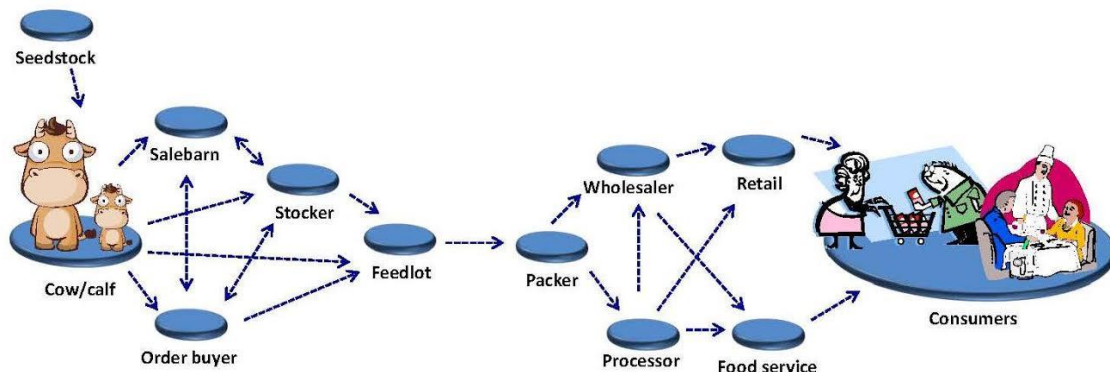 Seedstock
Salebarn
Stocker
Cow/calf
Order buyer
Feedlot
Packer
Wholesaler
Retail
Processor
Food service
Consumers